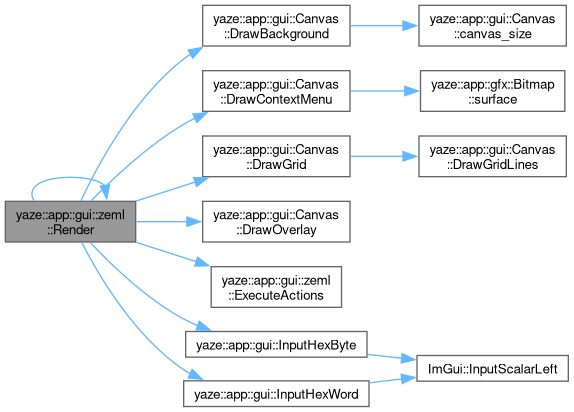 yaze::app::gui::zeml
::Render
yaze::app::gui::Canvas
::DrawBackground
yaze::app::gui::Canvas
::canvas_size
yaze::app::gui::Canvas
::DrawContextMenu
yaze::app::gfx::Bitmap
::surface
yaze::app::gui::Canvas
::DrawGrid
yaze::app::gui::Canvas
::DrawGridLines
yaze::app::gui::Canvas
::DrawOverlay
yaze::app::gui::zeml
::ExecuteActions
yaze::app::gui::InputHexByte
ImGui::InputScalarLeft
yaze::app::gui::InputHexWord